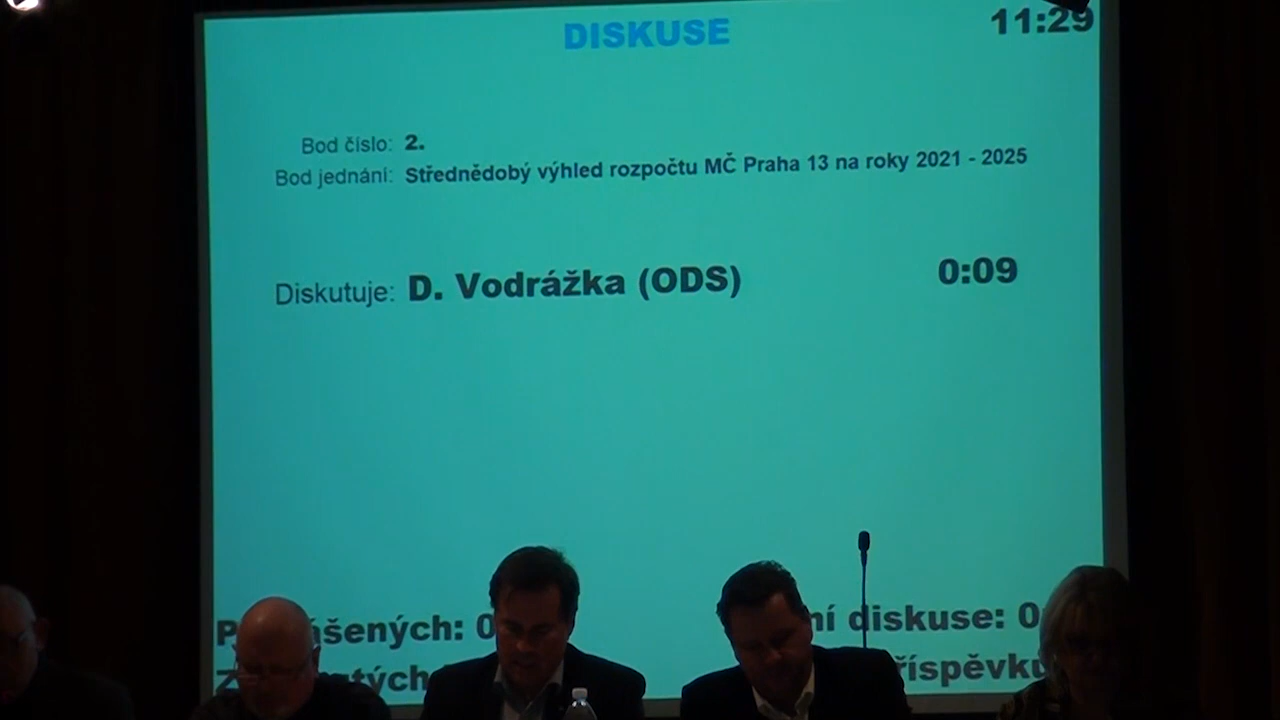 DISKUSE
11:29
Bod číslo: 2.
Bod jednání: Střednědobý výhled rozpočtu MČ Praha 13 na roky 2021 - 2025
Diskutuje: D. Vodrážka (ODS) 0:09
diskuse: